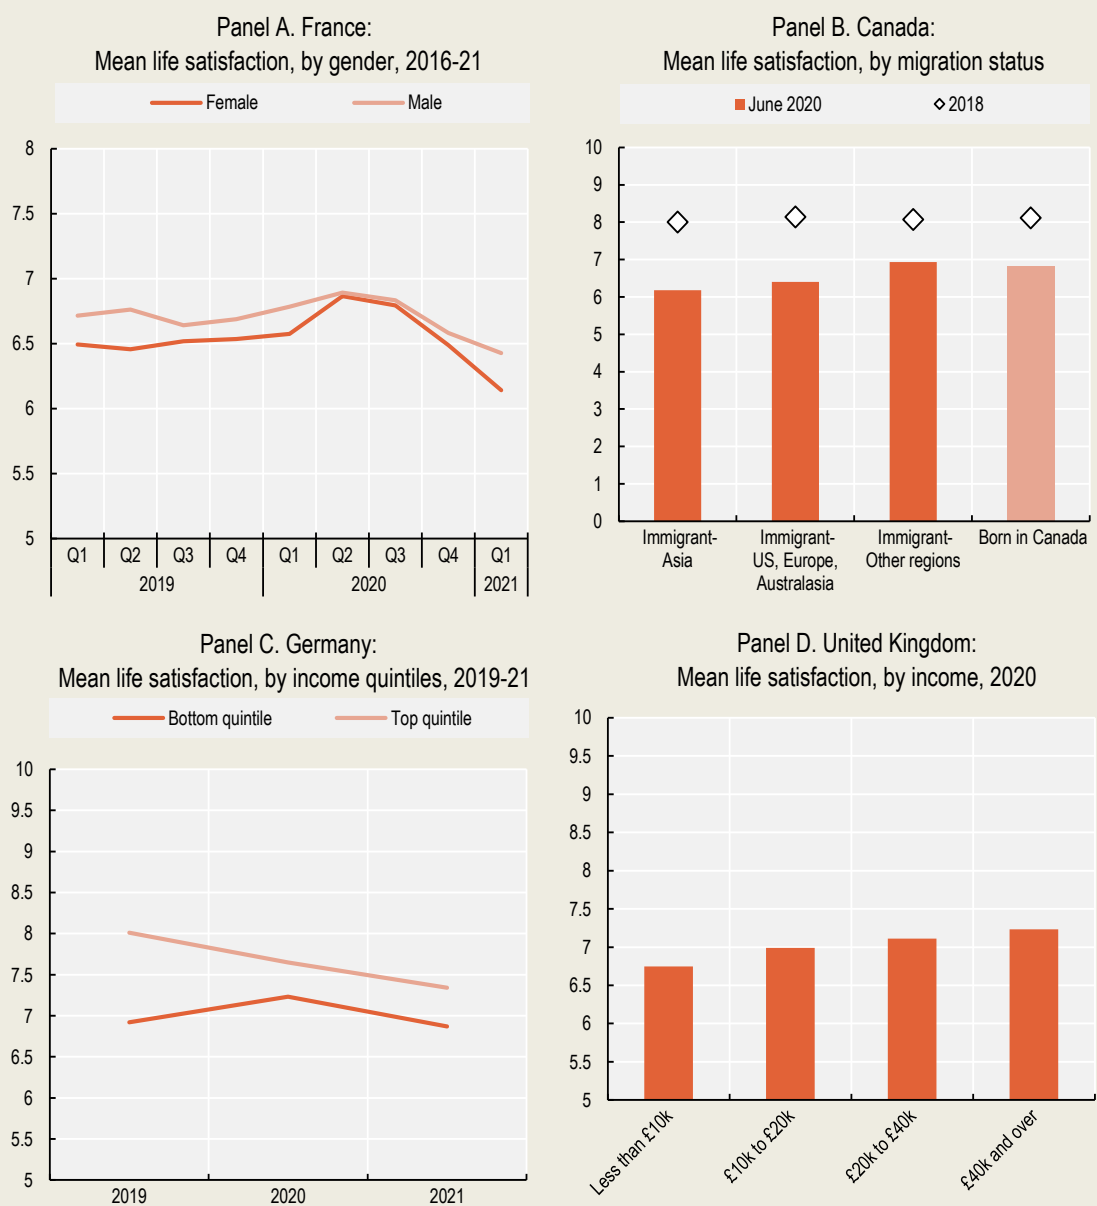 Panel A. France:
Mean life satisfaction, by gender, 2016-21
Female Male
8
7.5
7
6.5
6
5.5
5
Q1 Q2 Q3 Q4 Q1 Q2 Q3 Q4 Q1
2019 2020 2021
Panel B. Canada:
Mean life satisfaction, by migration status
June 2020 2018
10
9
8
7
6
5
4
3
2
1
0
Immigrant-
Asia
Immigrant-
US, Europe,
Australasia
Immigrant-
Other regions
Born in Canada
Panel C. Germany:
Mean life satisfaction, by income quintiles, 2019-21
Bottom quintile Top quintile
10
9.5
9
8.5
8
7.5
7
6.5
6
5.5
5
2019 2020 2021
Panel D. United Kingdom:
Mean life satisfaction, by income, 2020
10
9.5
9
8.5
8
7.5
7
6.5
6
5.5
5
Less than £10k
£10k to £20k
£20k to £40k
£40k and over